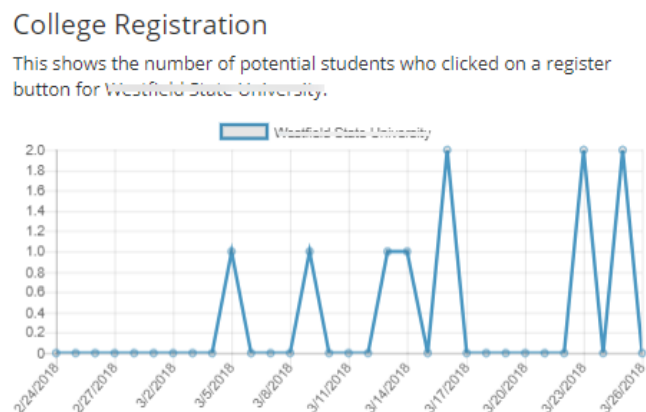 College Registration
This shows the number of potential students who clicked on a register
button for Westfield State University.
Westfield State University
2.0
1.8
1.6
1.4
1.2
1.0
0.8
0.6
0.4
0.2
0
2/24/2018 2/27/2018 3/2/2018 3/5/2018 3/8/2018 3/11/2018 3/14/2018 3/17/2018 3/20/2018 3/23/2018 3/26/2018